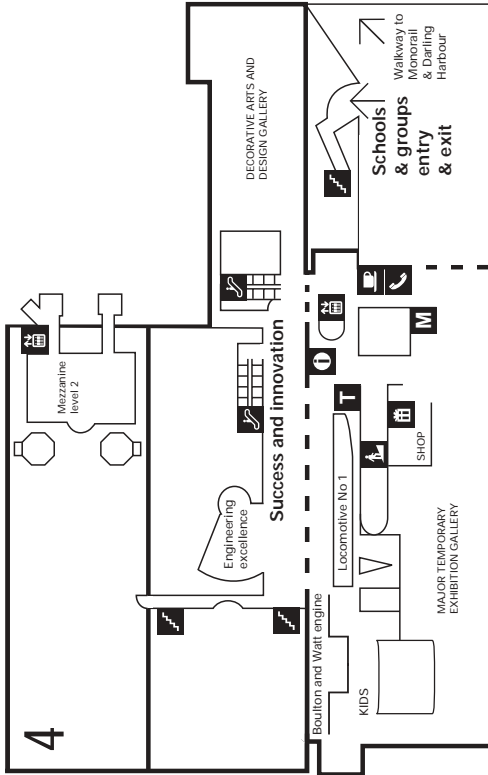 4
Mezzanine
level 2
DECORATIVE ARTS AND
DESIGN GALLERY
Engineering
excellence
Success and innovation
Walkway to
Monorail
& Darling
Harbour
Schools
& groups
entry
& exit
i
T
M
Locomotive No 1
SHOP
Boulton and Watt engine
KIDS
MAJOR TEMPORARY
EXHIBITION GALLERY